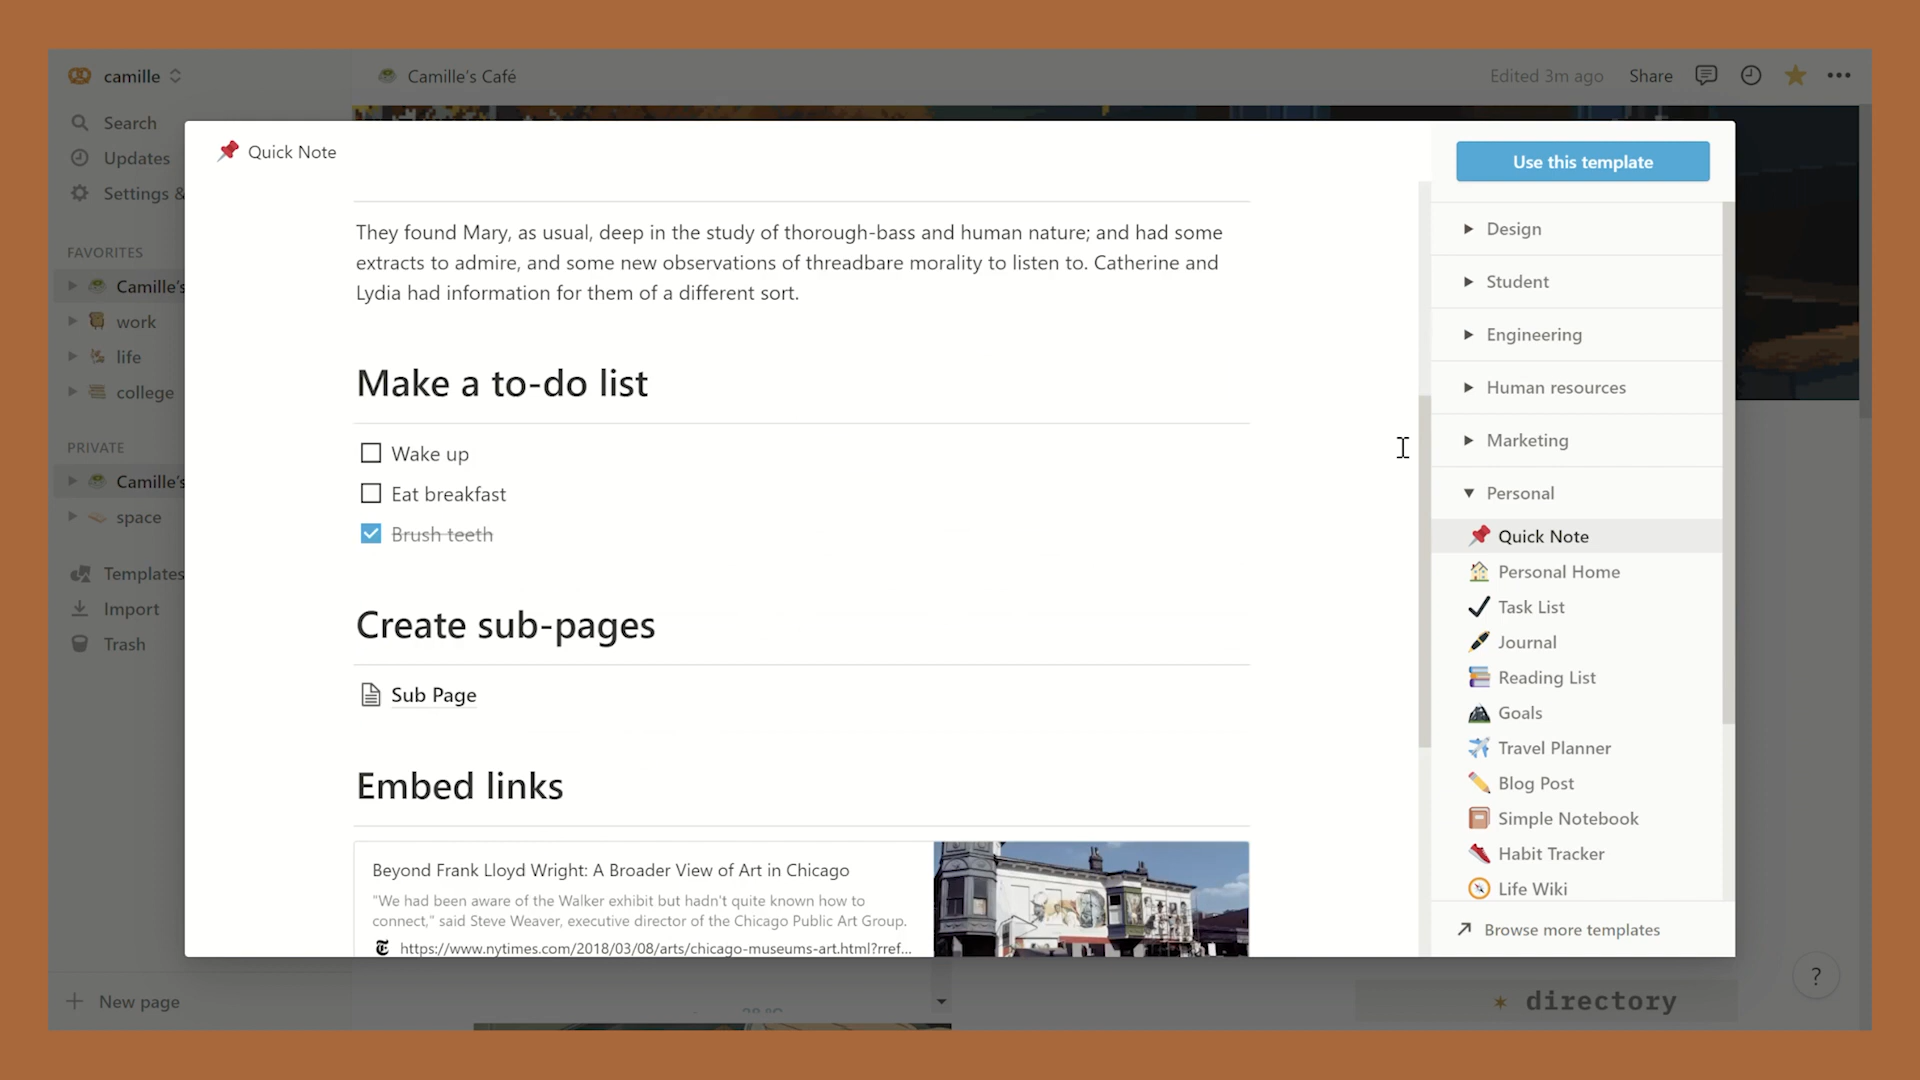 camille
Camille's Café
Edited 3m ago
Share
Search
Updates
Settings &
FAVORITES
Camille's
work
life
college
PRIVATE
Camille's
space
Templates
Import
Trash
New page
Quick Note
They found Mary, as usual, deep in the study of thorough-bass and human nature; and had some
extracts to admire, and some new observations of threadbare morality to listen to. Catherine and
Lydia had information for them of a different sort.
Make a to-do list
Wake up
Eat breakfast
Brush teeth
Create sub-pages
Sub Page
Embed links
Beyond Frank Lloyd Wright: A Broader View of Art in Chicago
"We had been aware of the Walker exhibit but hadn't quite known how to
connect," said Steve Weaver, executive director of the Chicago Public Art Group.
https://www.nytimes.com/2018/03/08/arts/chicago-museums-art.html?rref...
Use this template
Design
Student
Engineering
Human resources
Marketing
Personal
Quick Note
Personal Home
Task List
Journal
Reading List
Goals
Travel Planner
Blog Post
Simple Notebook
Habit Tracker
Life Wiki
Browse more templates
?
directory